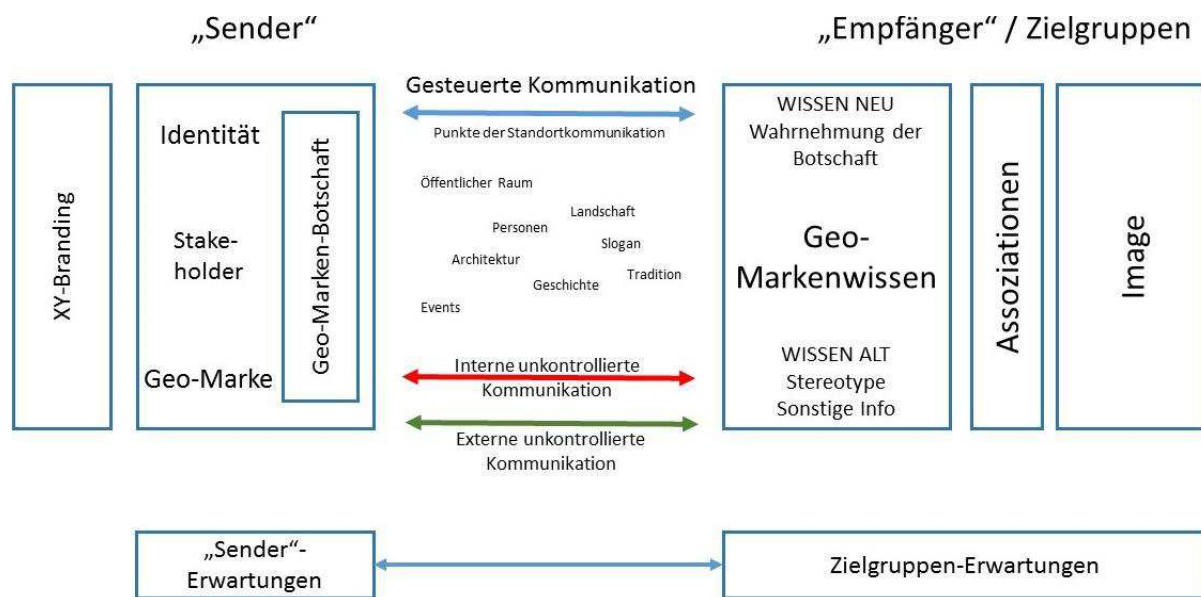 „Sender“
„Empfänger“ / Zielgruppen
XY-Branding
Identität
Stake-
holder
Geo-Marke
Geo-Marken-Botschaft
Gesteuerte Kommunikation
Punkte der Standortkommunikation
Öffentlicher Raum
Landschaft
Personen
Slogan
Architektur
Tradition
Geschichte
Events
Interne unkontrollierte
Kommunikation
Externe unkontrollierte
Kommunikation
WISSEN NEU
Wahrnehmung der
Botschaft
Geo-
Markenwissen
WISSEN ALT
Stereotype
Sonstige Info
Assoziationen
Image
„Sender“-
Erwartungen
Zielgruppen-Erwartungen